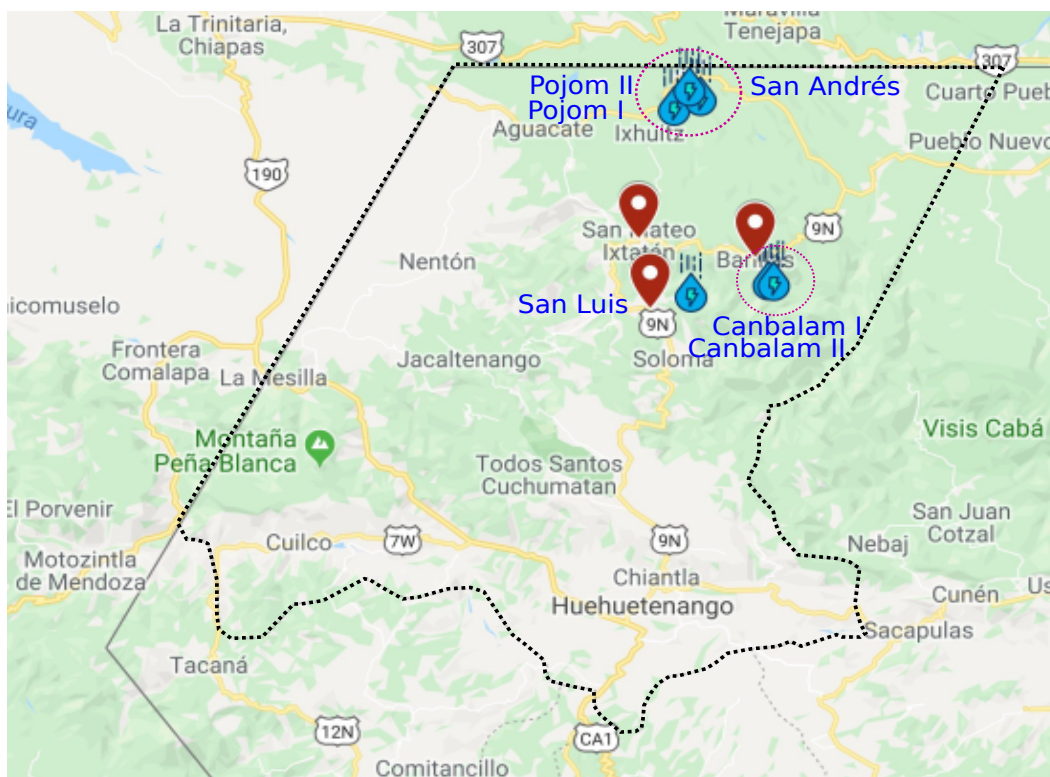 La Trinitaria,
Chiapas
307
Maravilla
Tenejapa
307
Pojom II
Pojom I
San Andrés
Cuarto Pueb
Aguacate
Ixhuitz
Pueblo Nuevo
190
San Mateo
Ixtatán
9N
Nentón
San Luis
9N
Canbalam I
Canbalam II
Frontera
Comalapa
Jacaltenango
Soloma
La Mesilla
Montaña
Peña Blanca
Visis Cabá
Todos Santos
Cuchumatan
El Porvenir
San Juan
Cotzal
Cuilco
7W
9N
Nebaj
Motozintla
de Mendoza
Chiantla
Cunén
Huehuetenango
Sacapulas
Tacaná
12N
CA1
Comitancillo